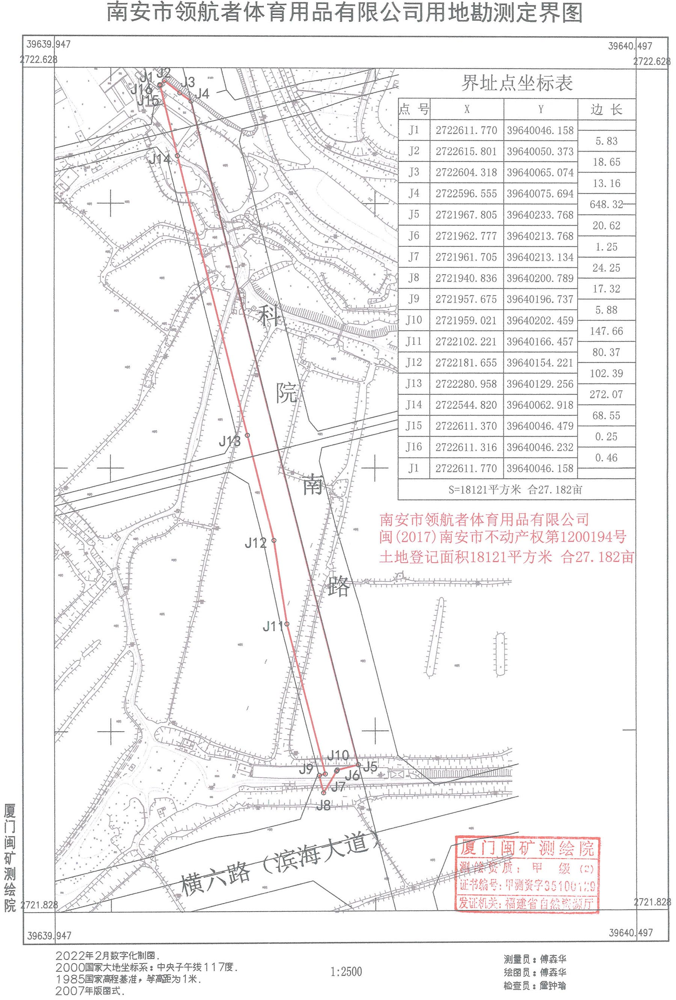 南安市领航者体育用品有限公司用地勘测定界图
39639.947
39640.497
2722.628
2722.628
界址点坐标表
点 号 X Y 边 长
J1 2722611.770 39640046.158
5.83
J2 2722615.801 39640050.373
18.65
J3 2722604.318 39640065.074
13.16
J4 2722596.555 39640075.694
648.32
J5 2721967.805 39640233.768
20.62
J6 2721962.777 39640213.768
1.25
J7 2721961.705 39640213.134
24.25
J8 2721940.836 39640200.789
17.32
J9 2721957.675 39640196.737
5.88
J10 2721959.021 39640202.459
147.66
J11 2722102.221 39640166.457
80.37
J12 2722181.655 39640154.221
102.39
J13 2722280.958 39640129.256
272.07
J14 2722544.820 39640062.918
68.55
J15 2722611.370 39640046.479
0.25
J16 2722611.316 39640046.232
0.46
J1 2722611.770 39640046.158
S=18121平方米 合27.182亩
南安市领航者体育用品有限公司
闽(2017)南安市不动产权第1200194号
土地登记面积18121平方米 合27.182亩
J1
J2
J16
J3
J15
J4
J14
科
院
J13
南
J12
路
J11
J10
J9
J5
J6
J7
J8
横六路（滨海大道）
厦门闽矿测绘院
厦门闽矿测绘院
测绘资质：甲 级（2）
证书编号：甲测资字35100129
发证机关：福建省自然资源厅
2721.828
2721.828
39639.947
39640.497
2022年2月数字化制图.
2000国家大地坐标系：中央子午线117度.
1985国家高程基准，等高距为1米.
2007年版图式.
1:2500
测量员：傅森华
绘图员：傅森华
检查员：詹钟瑜